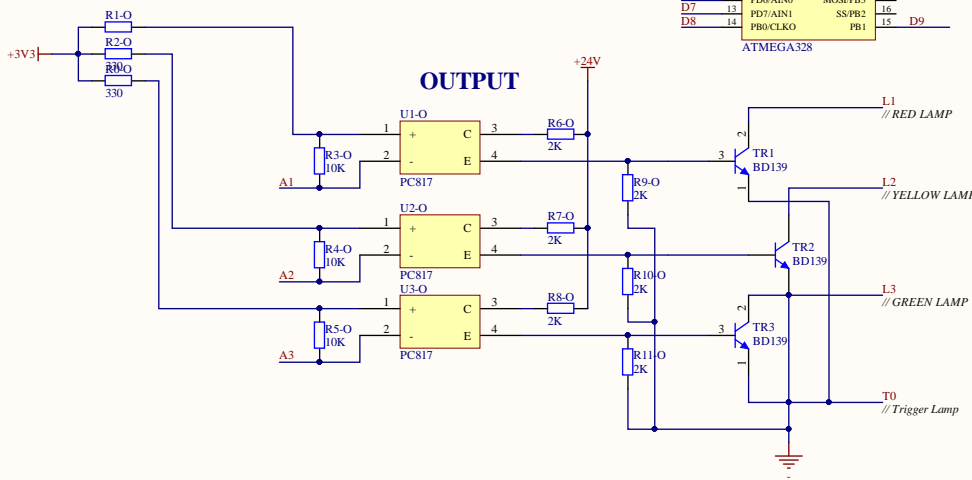 R1-O
R2-O
330
330
+3V3
OUTPUT
+24V
D7
13
PD7/AIN1
SS/PB2
16
D8
14
PB0/CLKO
PB1
15
D9
ATMEGA328
U1-O
1
+
C
3
2
-
E
4
PC817
R3-O
10K
A1
R6-O
2K
R9-O
2K
3
2
1
TR1
BD139
L1
// RED LAMP
U2-O
1
+
C
3
2
-
E
4
PC817
R4-O
10K
A2
R7-O
2K
R10-O
2K
TR2
BD139
L2
// YELLOW LAMP
U3-O
1
+
C
3
2
-
E
4
PC817
R5-O
10K
A3
R8-O
2K
R11-O
2K
3
2
1
TR3
BD139
L3
// GREEN LAMP
T0
// Trigger Lamp